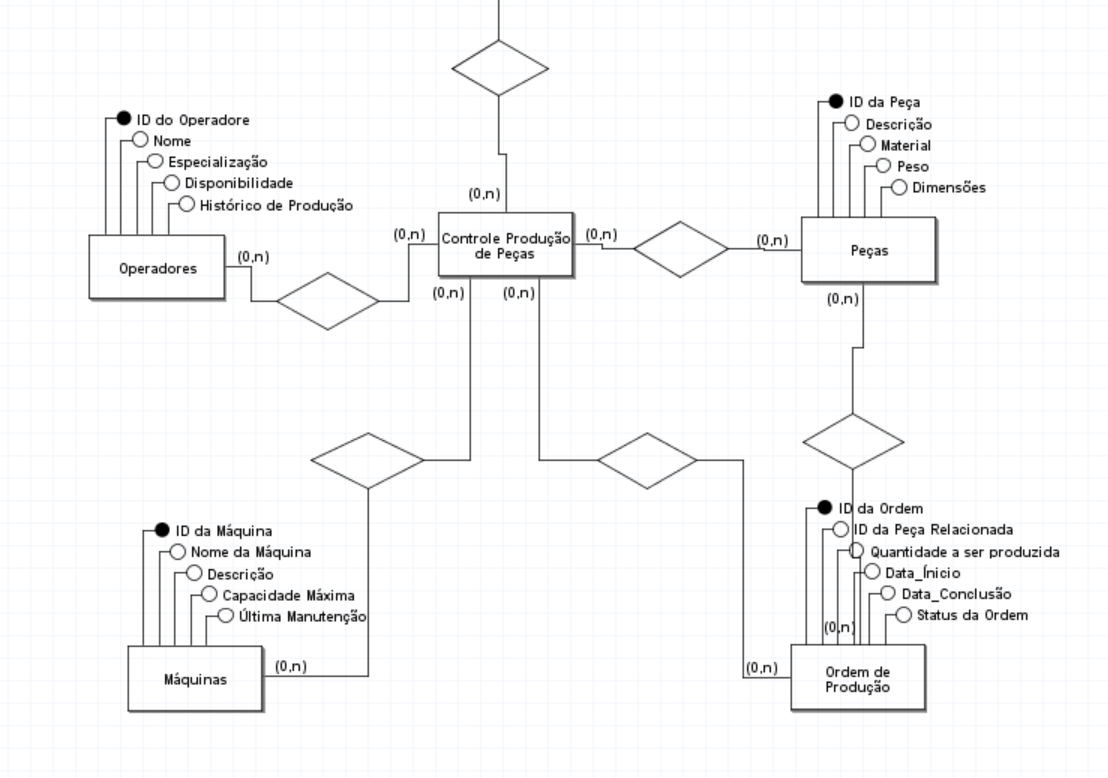 ID do Operadore
Nome
Especialização
Disponibilidade
Histórico de Produção
Operadores
(0,n)
(0,n)
(0,n)
Controle Produção
de Peças
(0,n)
(0,n)
(0,n)
(0,n)
ID da Peça
Descrição
Material
Peso
Dimensões
Peças
(0,n)
ID da Máquina
Nome da Máquina
Descrição
Capacidade Máxima
Última Manutenção
Máquinas
(0,n)
ID da Ordem
ID da Peça Relacionada
Quantidade a ser produzida
Data_Ínicio
Data_Conclusão
Status da Ordem
(0,n)
(0,n)
Ordem de
Produção